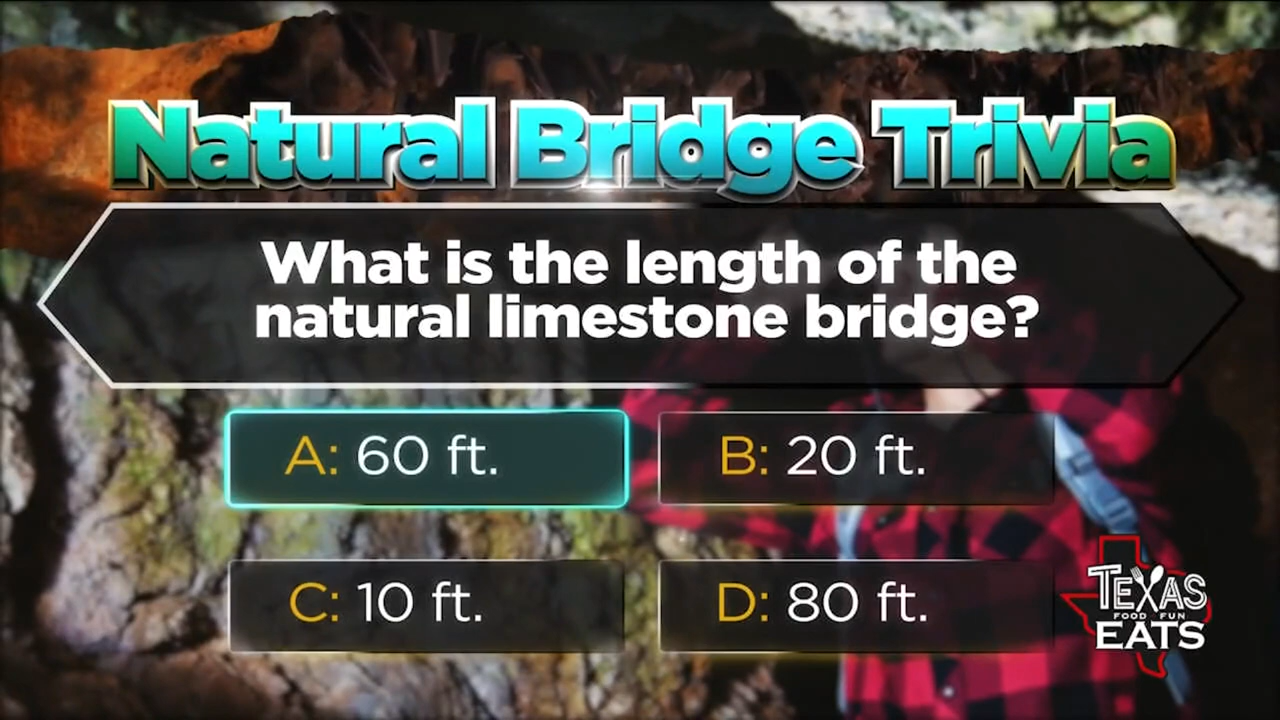 Natural Bridge Trivia
What is the length of the
natural limestone bridge?
A: 60 ft.
B: 20 ft.
C: 10 ft.
D: 80 ft.
TEXAS
FOOD FUN
EATS